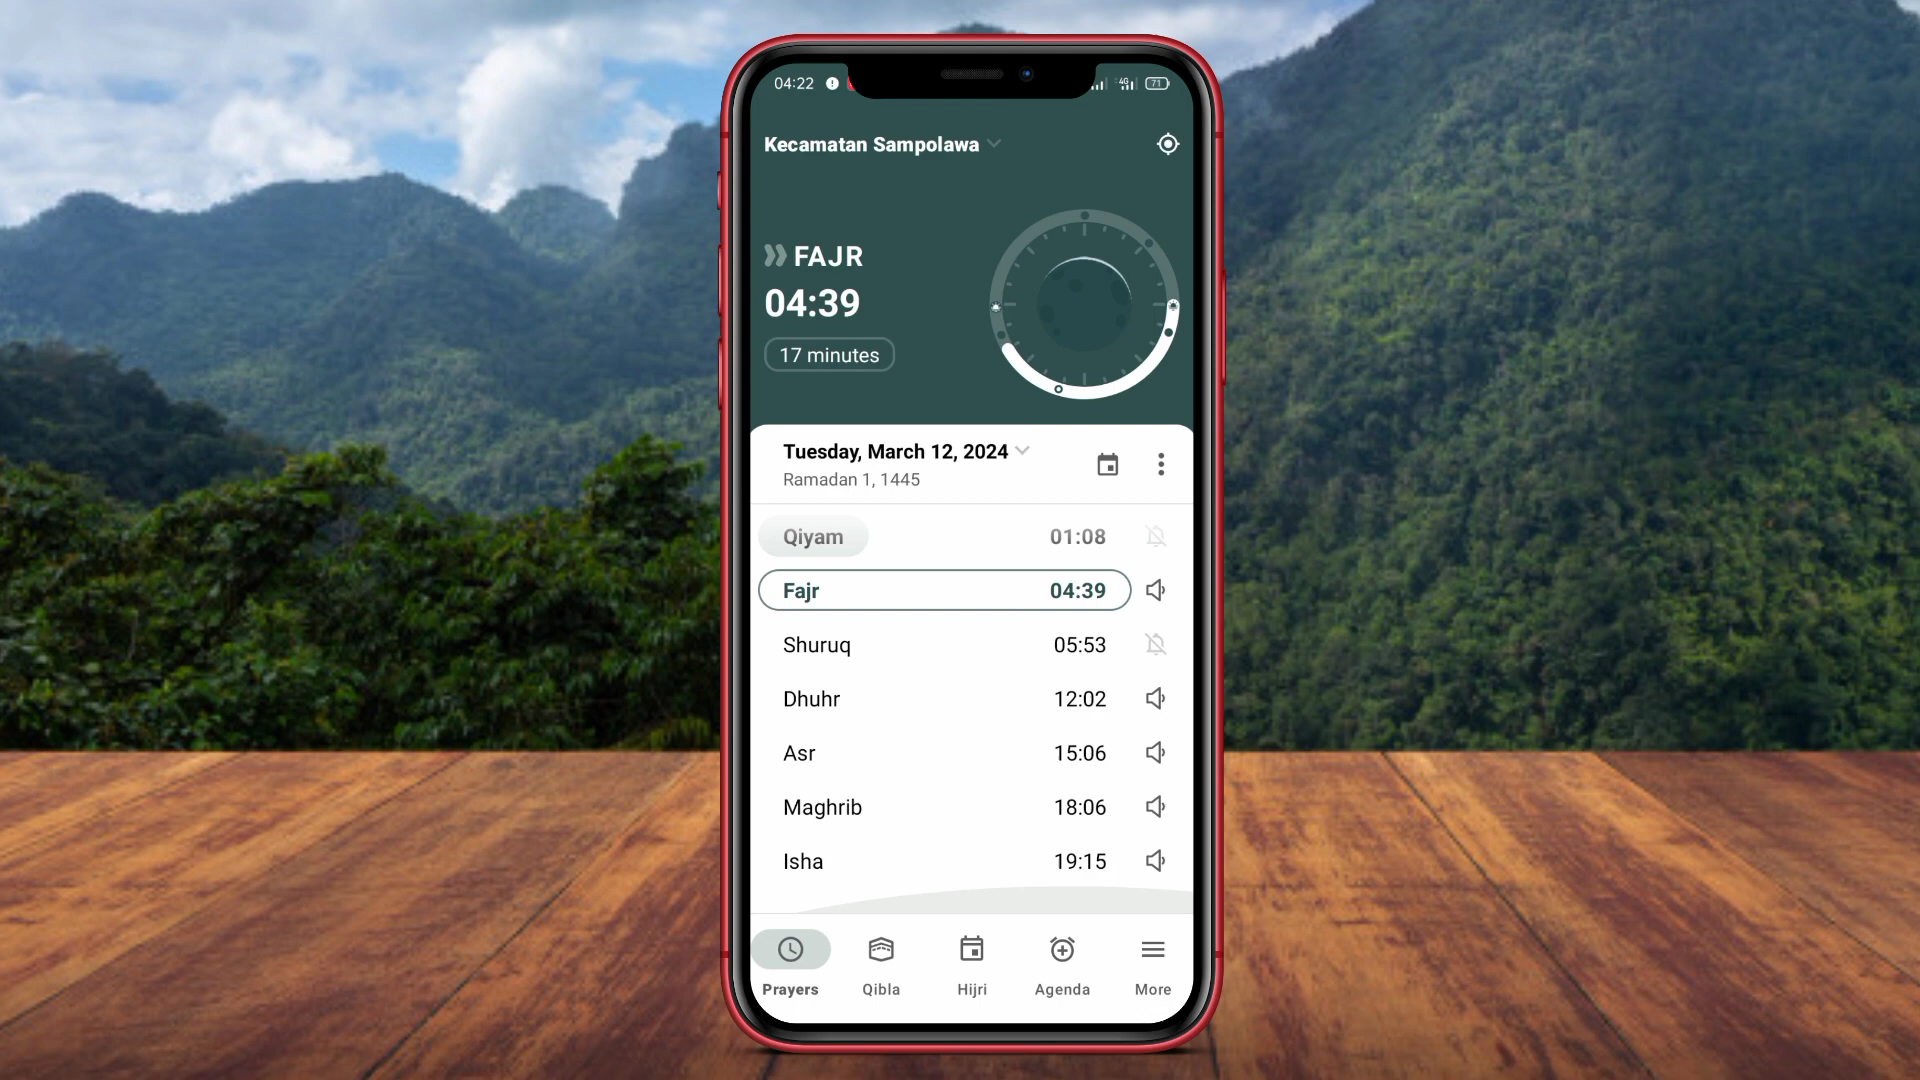 04:22
4G
71
Kecamatan Sampolawa
FAJR
04:39
17 minutes
Tuesday, March 12, 2024
Ramadan 1, 1445
Qiyam 01:08
Fajr 04:39
Shuruq 05:53
Dhuhr 12:02
Asr 15:06
Maghrib 18:06
Isha 19:15
Prayers Qibla Hijri Agenda More